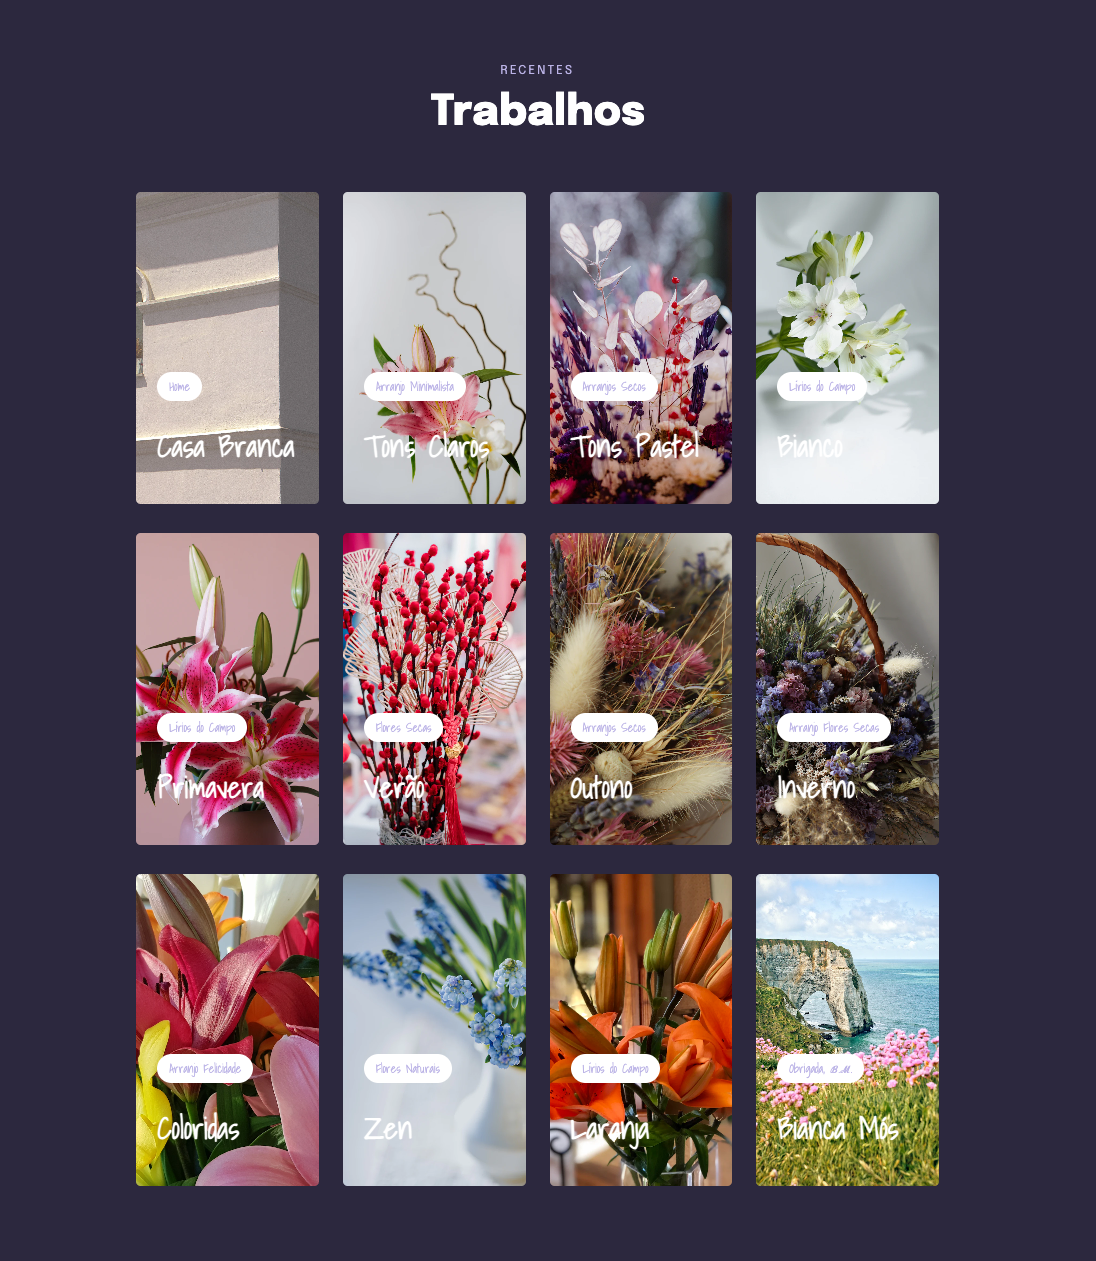 RECENTES
Trabalhos
Home
Casa Branca
Arranjo Minimalista
Tons Claros
Arranjos Secos
Tons Pastel
Lírios do Campo
Bianco
Lírios do Campo
Primavera
Flores Secas
Verão
Arranjos Secos
Outono
Arranjo Flores Secas
Inverno
Arranjo Felicidade
Coloridas
Flores Naturais
Zen
Lírios do Campo
Laranja
Obrigada,
Bianca Mós